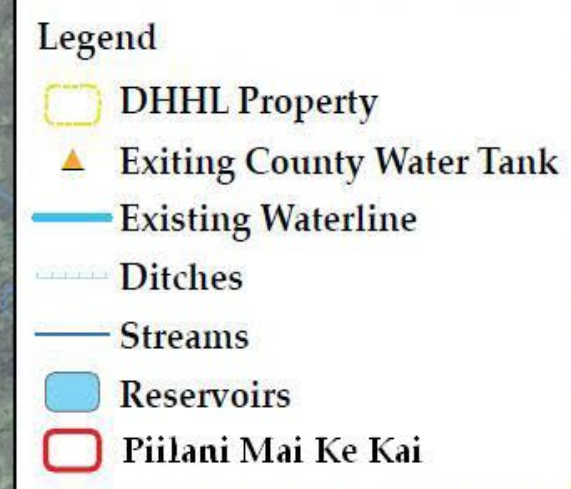 Legend
DHHL Property
Exiting County Water Tank
Existing Waterline
Ditches
Streams
Reservoirs
Piilani Mai Ke Kai